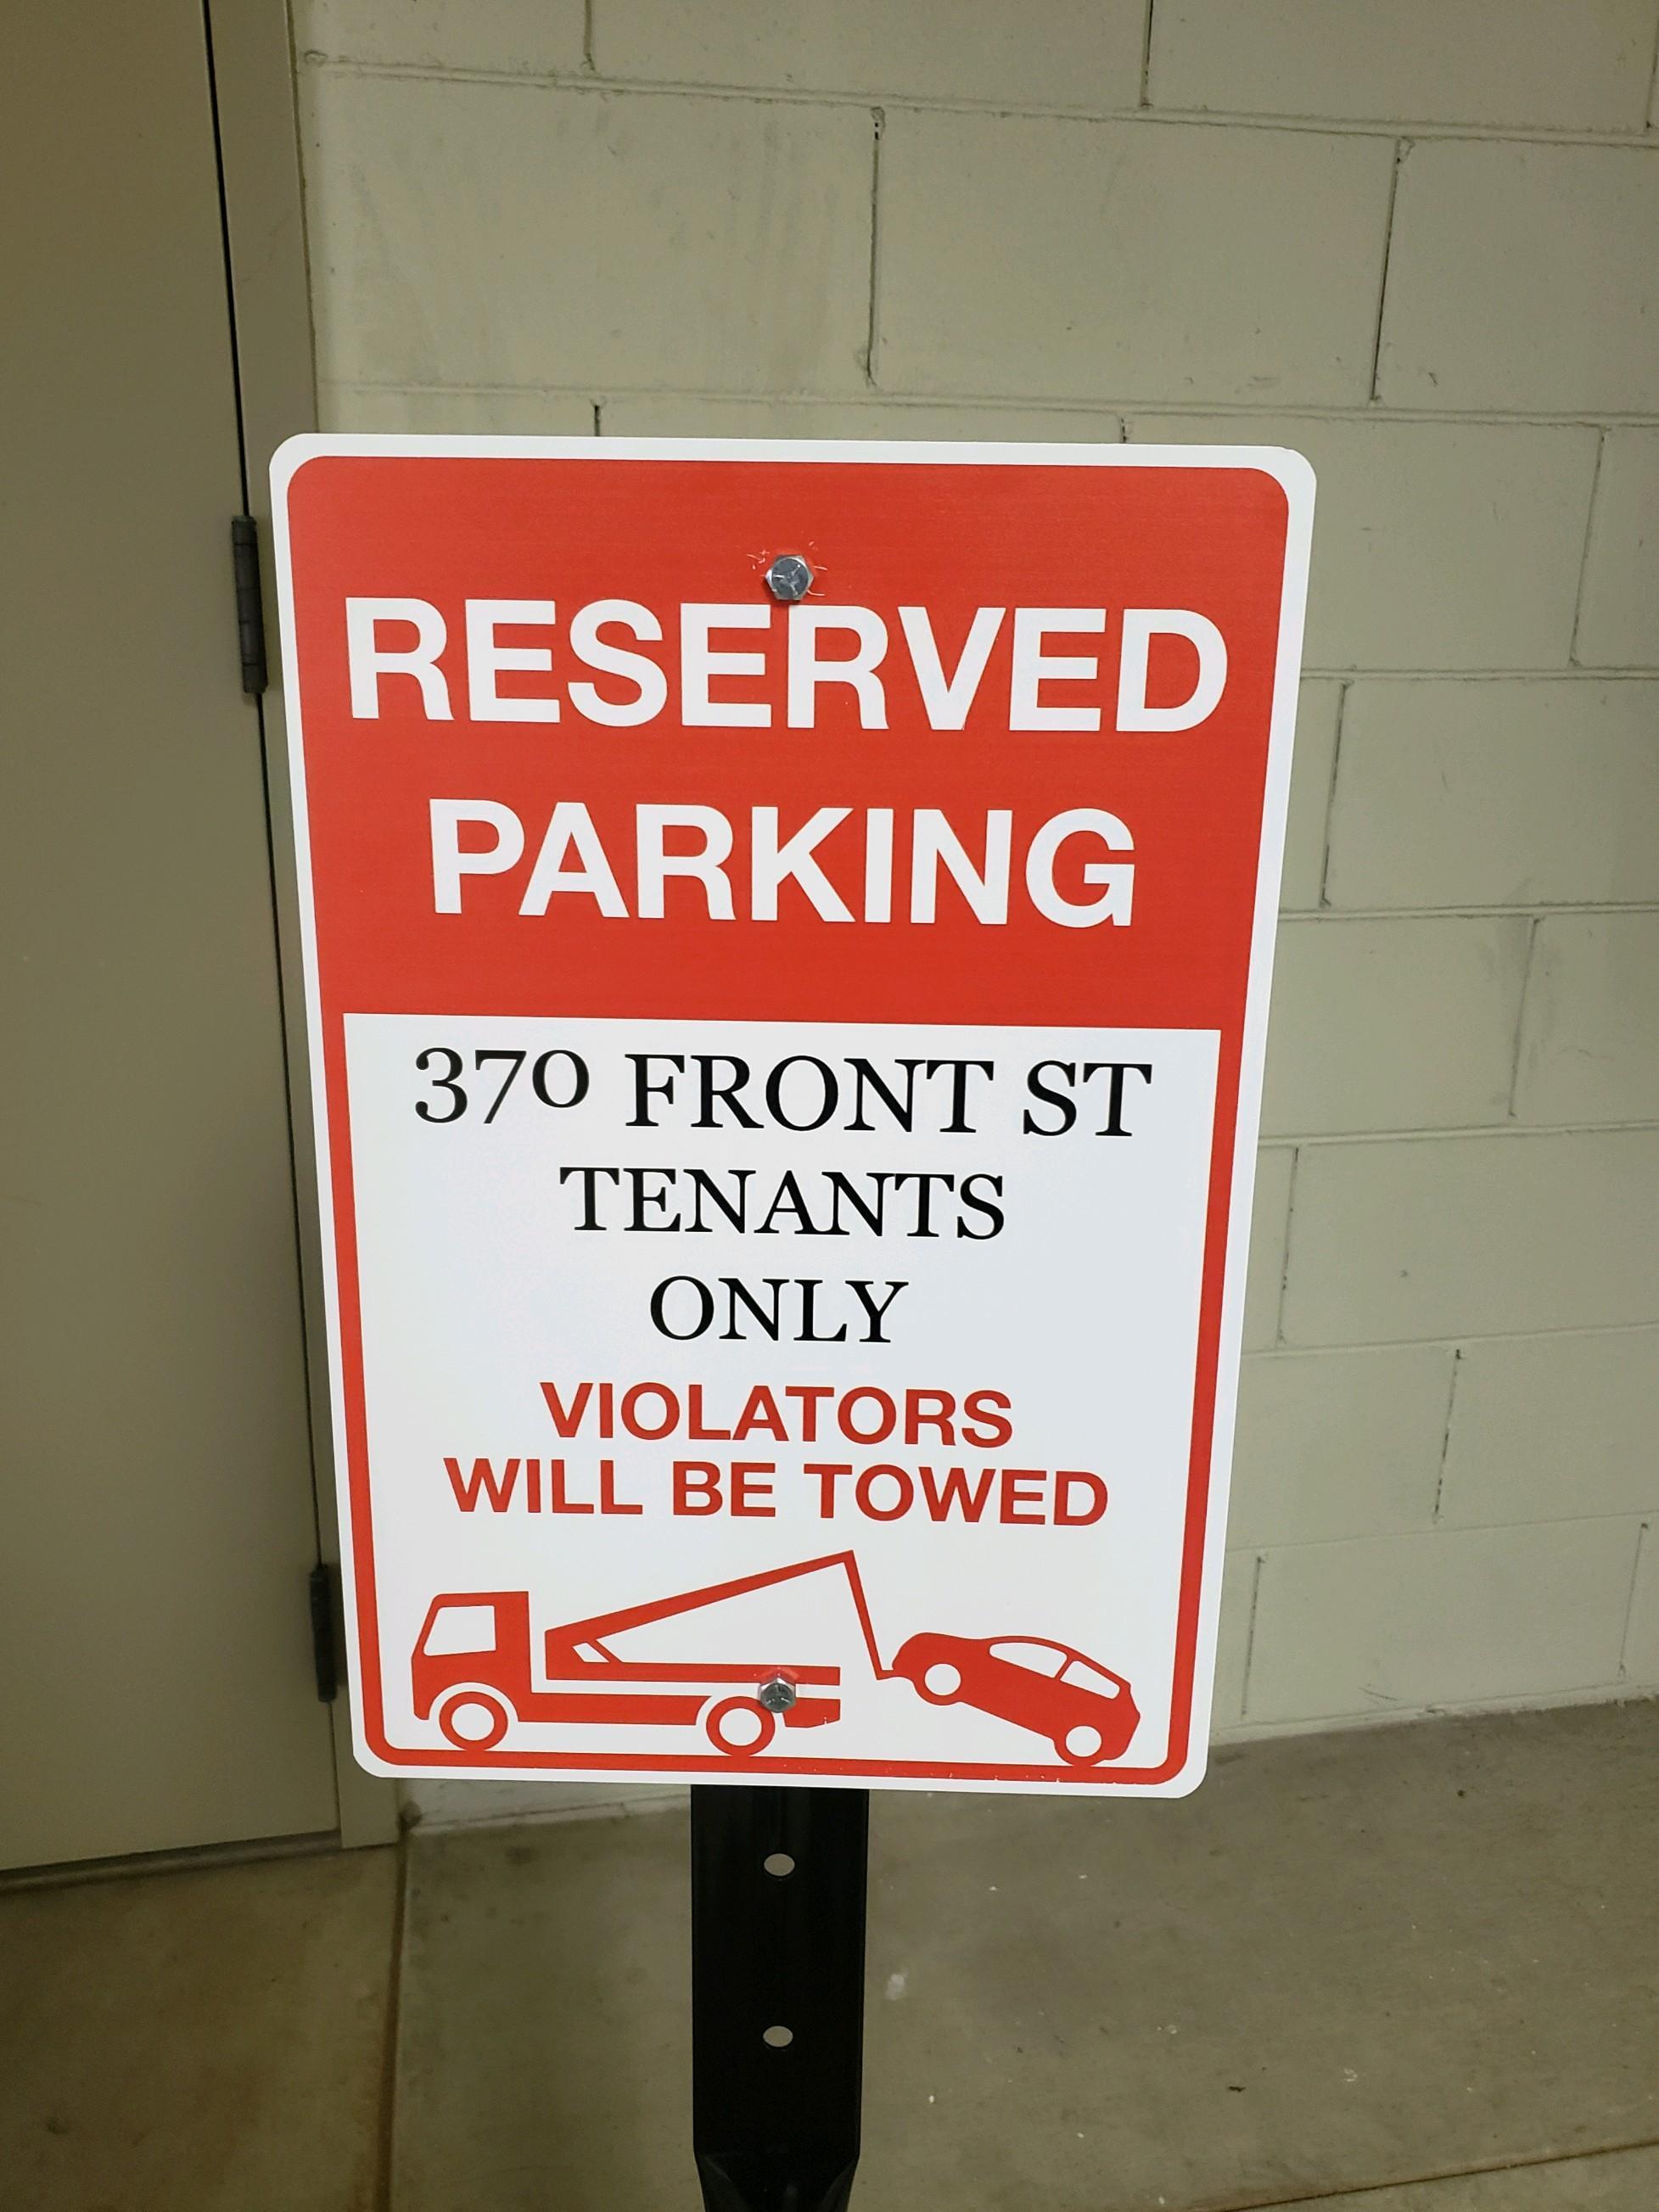 RESERVED
PARKING
370 FRONT ST
TENANTS
ONLY
VIOLATORS
WILL BE TOWED